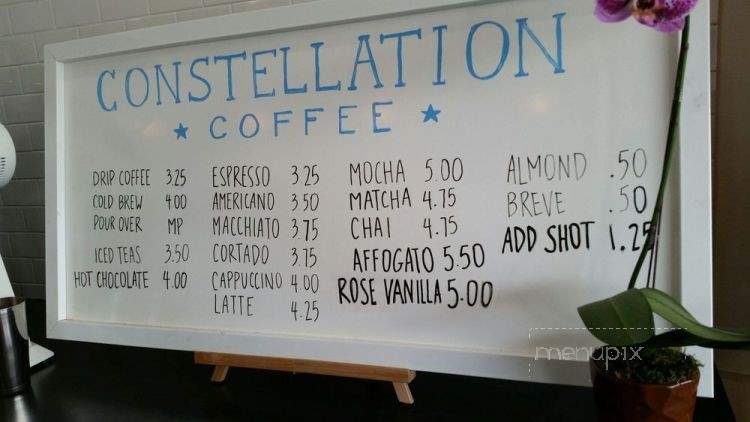 CONSTELLATION
★ COFFEE ★
DRIP COFFEE 3.25
COLD BREW 4.00
POUR OVER MP
ICED TEAS 3.50
HOT CHOCOLATE 4.00
ESPRESSO 3.25
AMERICANO 3.50
MACCHIATO 3.75
CORTADO 3.75
CAPPUCCINO 4.00
LATTE 4.25
MOCHA 5.00
MATCHA 4.75
CHAI 4.75
AFFOGATO 5.50
ROSE VANILLA 5.00
ALMOND .50
BREVE .50
ADD SHOT 1.25
menupix